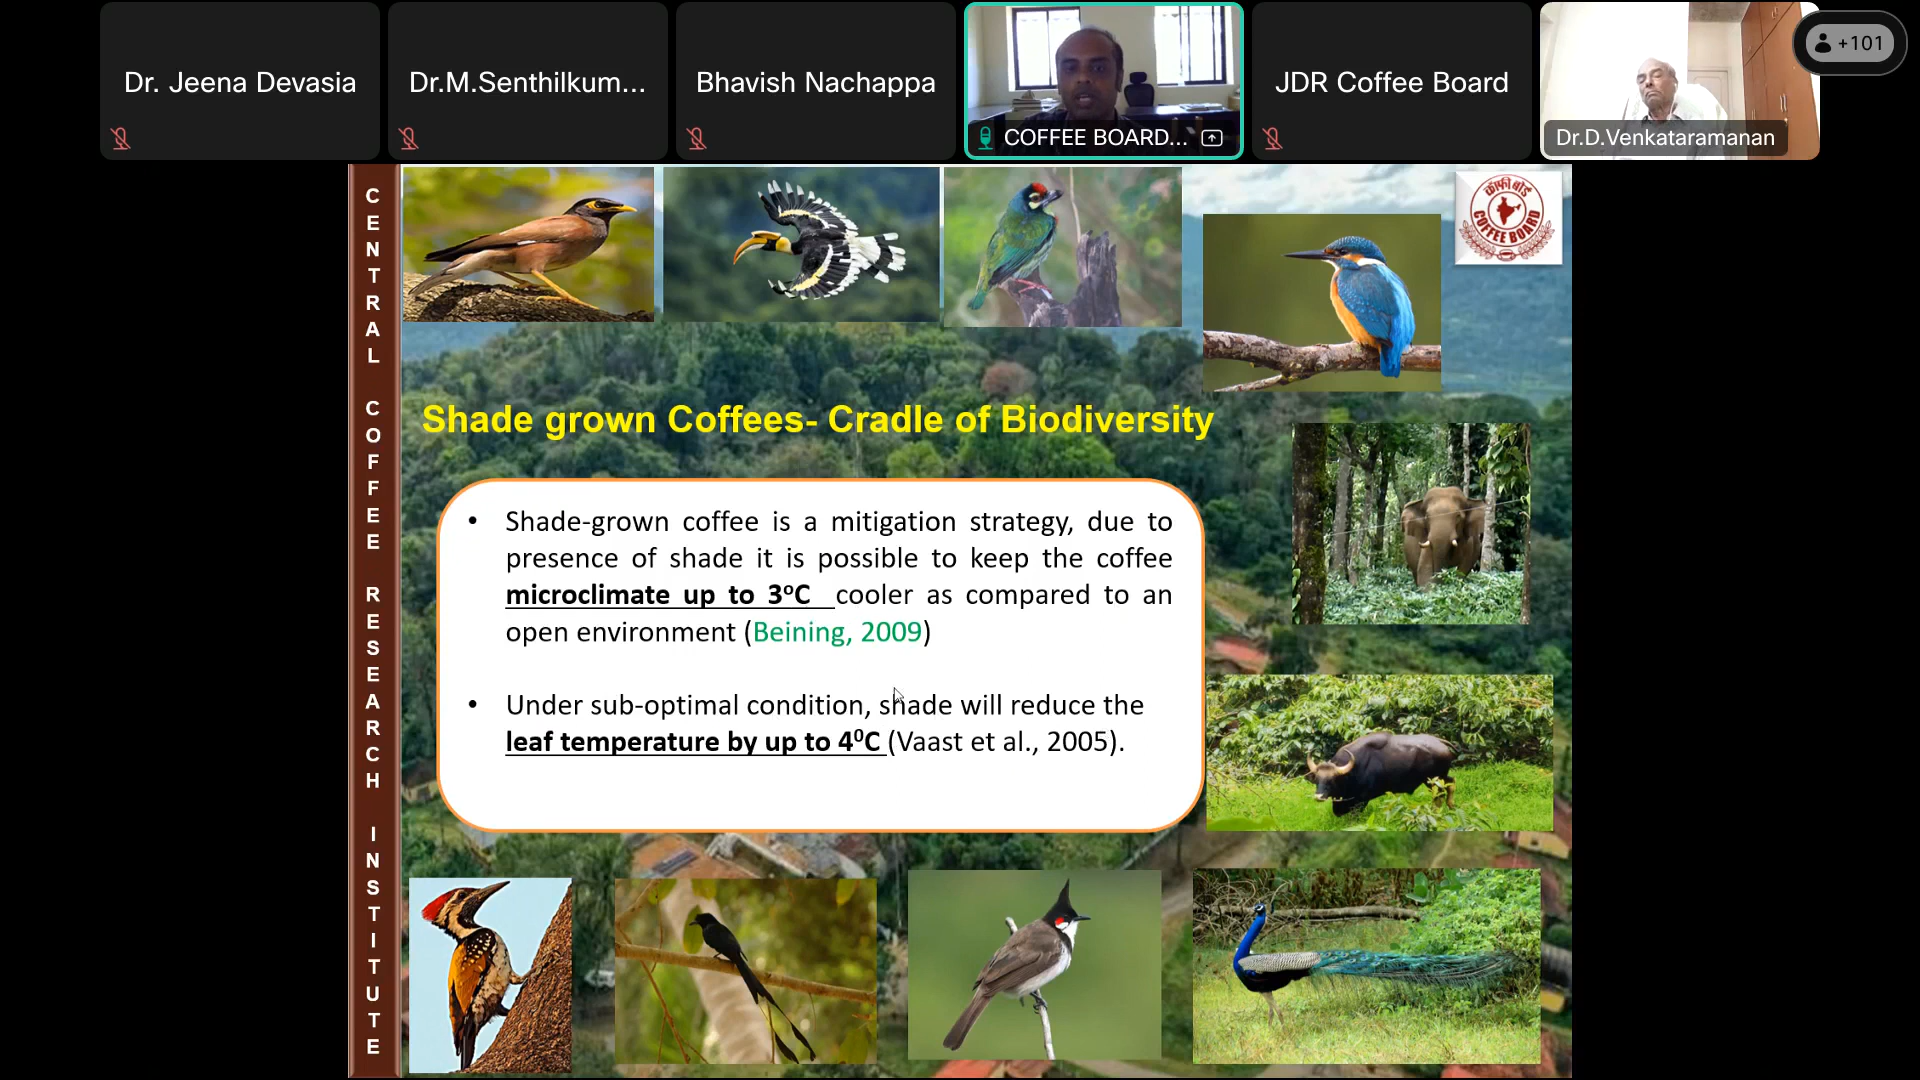 Dr. Jeena Devasia
Dr.M.Senthilkum...
Bhavish Nachappa
COFFEE BOARD...
JDR Coffee Board
Dr.D.Venkataramanan
+101
CENTRAL COFFEE RESEARCH INSTITUTE
कॉफी बोर्ड
COFFEE BOARD
Shade grown Coffees- Cradle of Biodiversity
• Shade-grown coffee is a mitigation strategy, due to
presence of shade it is possible to keep the coffee
microclimate up to 3ºC cooler as compared to an
open environment (Beining, 2009)
• Under sub-optimal condition, shade will reduce the
leaf temperature by up to 4⁰C (Vaast et al., 2005).